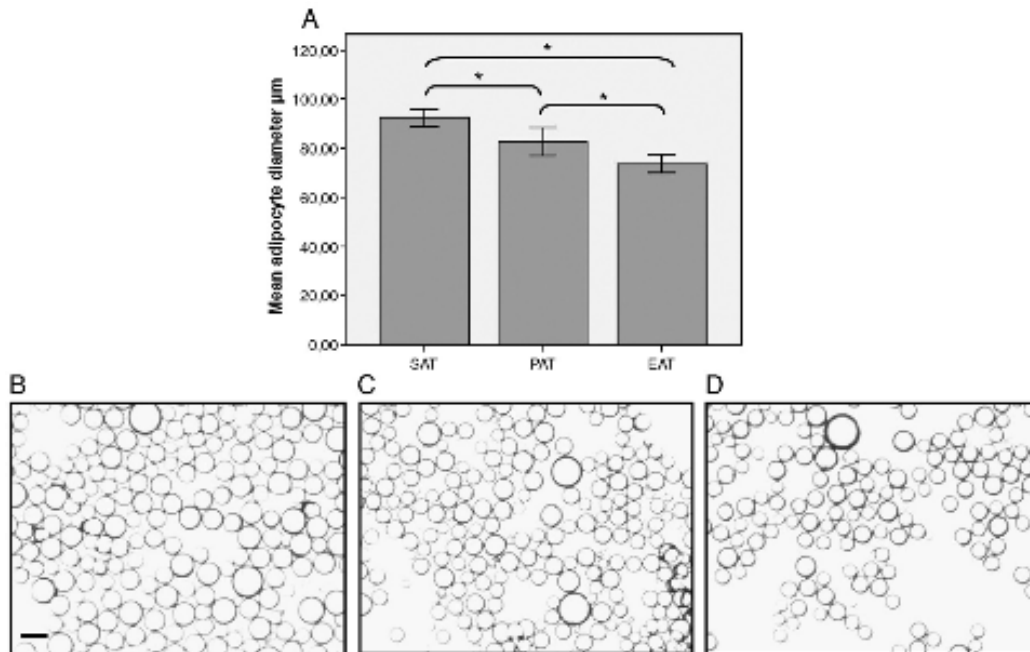 A
Mean adipocyte diameter µm
120,00
100,00
80,00
60,00
40,00
20,00
0,00
*
*
*
SAT PAT EAT
B C D